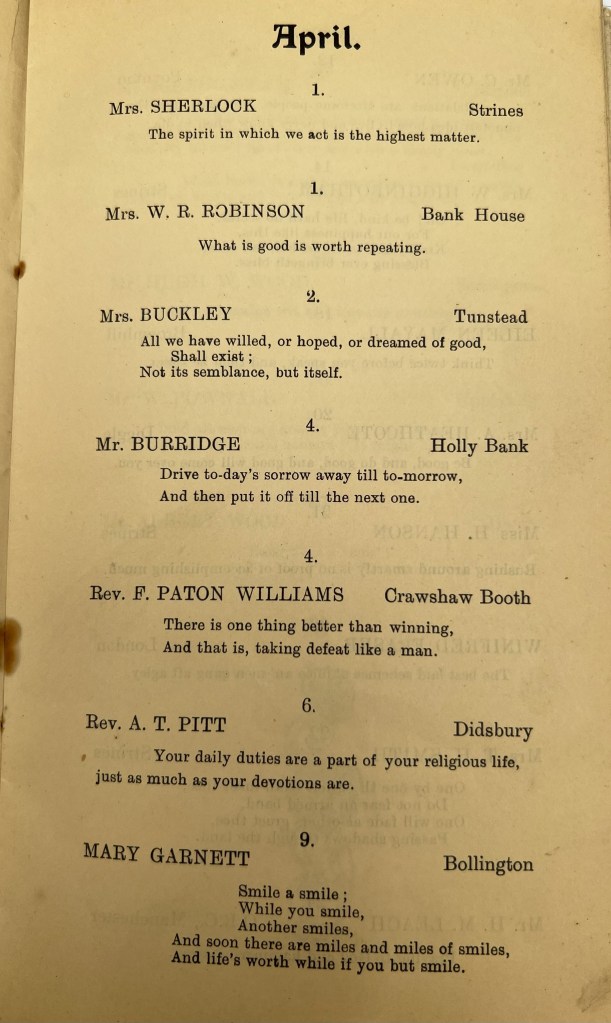 April.
1.
Mrs. SHERLOCK Strines
The spirit in which we act is the highest matter.
1.
Mrs. W. R. ROBINSON Bank House
What is good is worth repeating.
2.
Mrs. BUCKLEY Tunstead
All we have willed, or hoped, or dreamed of good,
Shall exist ;
Not its semblance, but itself.
4.
Mr. BURRIDGE Holly Bank
Drive to-day's sorrow away till to-morrow,
And then put it off till the next one.
4.
Rev. F. PATON WILLIAMS Crawshaw Booth
There is one thing better than winning,
And that is, taking defeat like a man.
6.
Rev. A. T. PITT Didsbury
Your daily duties are a part of your religious life,
just as much as your devotions are.
9.
MARY GARNETT Bollington
Smile a smile ;
While you smile,
Another smiles,
And soon there are miles and miles of smiles,
And life's worth while if you but smile.